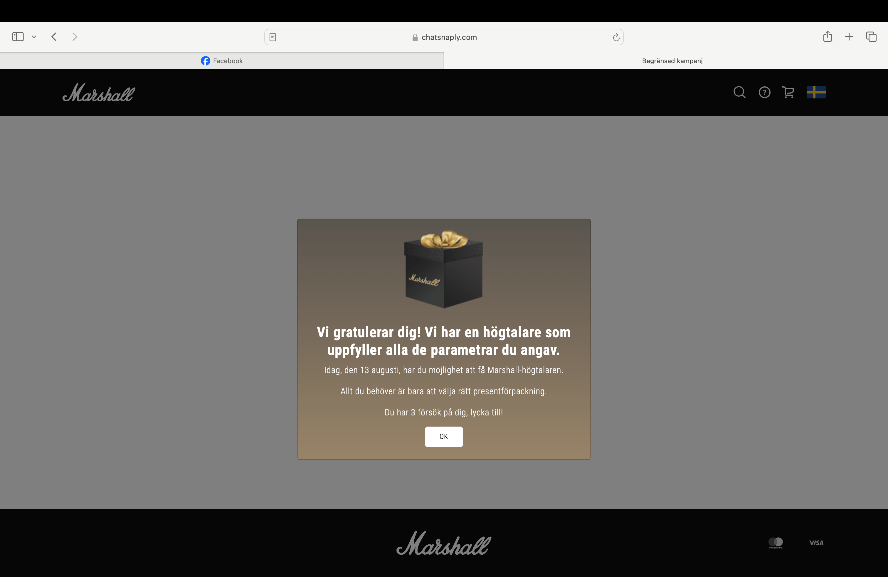 chatsnaply.com
Facebook
Begränsad kampanj
Marshall
?
Marshall
Vi gratulerar dig! Vi har en högtalare som
uppfyller alla de parametrar du angav.
Idag, den 13 augusti, har du möjlighet att få Marshall-högtalaren.
Allt du behöver är bara att välja rätt presentförpackning.
Du har 3 försök på dig, lycka till!
OK
Marshall
VISA